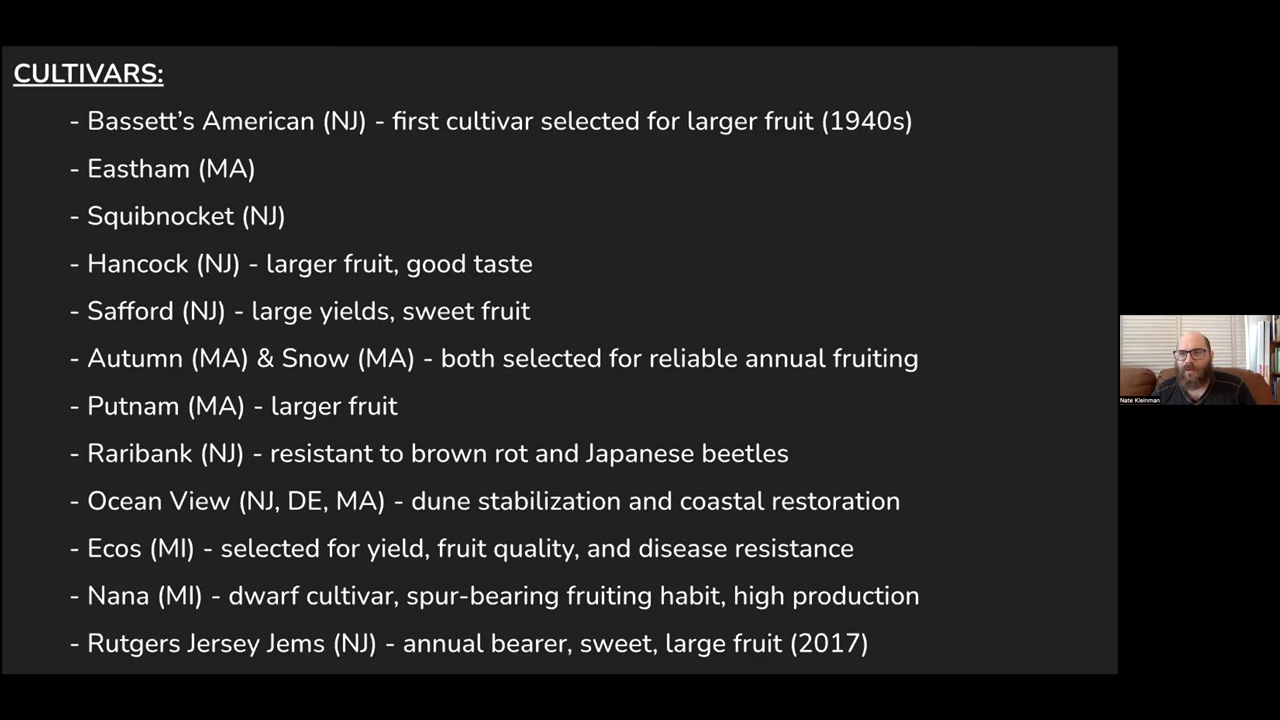 CULTIVARS:
- Bassett’s American (NJ) - first cultivar selected for larger fruit (1940s)
- Eastham (MA)
- Squibnocket (NJ)
- Hancock (NJ) - larger fruit, good taste
- Safford (NJ) - large yields, sweet fruit
- Autumn (MA) & Snow (MA) - both selected for reliable annual fruiting
- Putnam (MA) - larger fruit
- Raribank (NJ) - resistant to brown rot and Japanese beetles
- Ocean View (NJ, DE, MA) - dune stabilization and coastal restoration
- Ecos (MI) - selected for yield, fruit quality, and disease resistance
- Nana (MI) - dwarf cultivar, spur-bearing fruiting habit, high production
- Rutgers Jersey Jems (NJ) - annual bearer, sweet, large fruit (2017)
Nate Kleinman